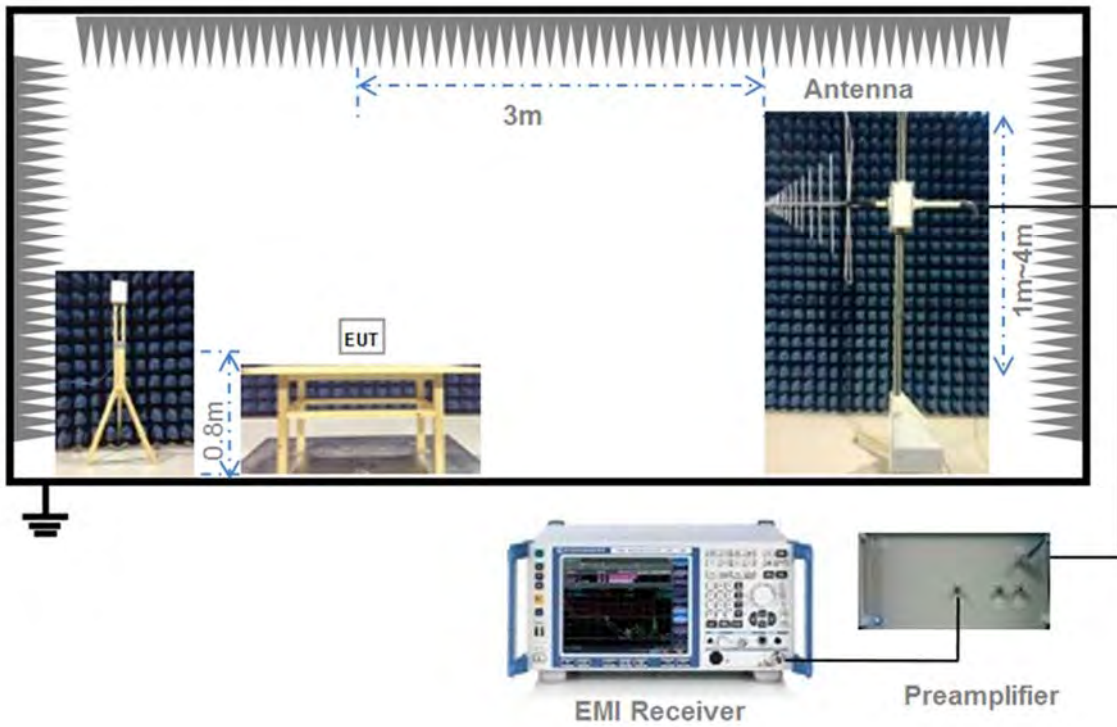 3m
Antenna
1m~4m
EUT
0.8m
EMI Receiver
Preamplifier